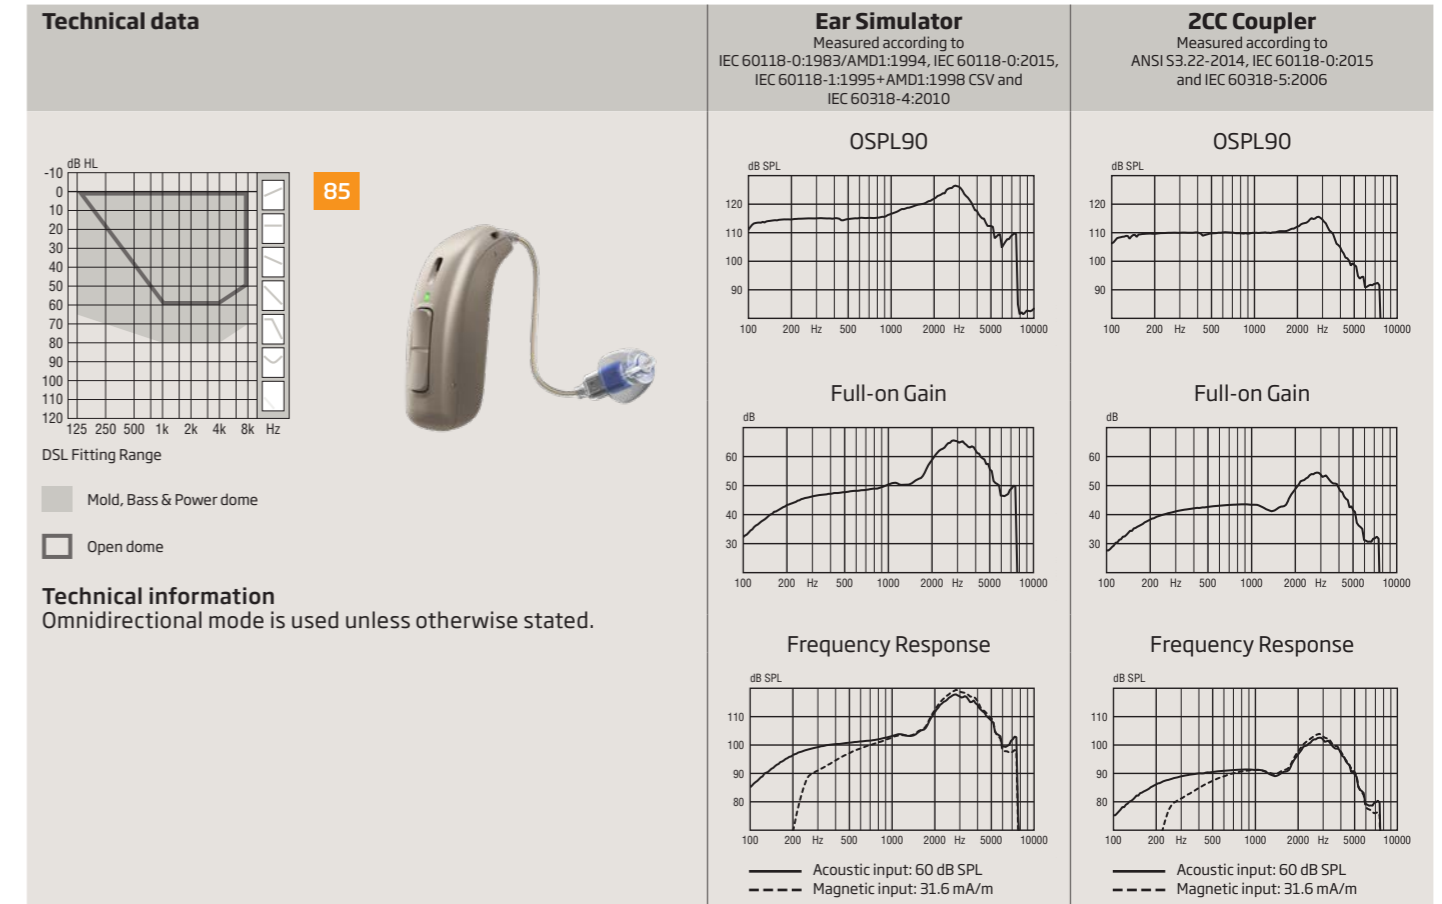 Technical data
Ear Simulator
Measured according to
IEC 60118-0:1983/AMD1:1994, IEC 60118-0:2015,
IEC 60118-1:1995+AMD1:1998 CSV and
IEC 60318-4:2010
2CC Coupler
Measured according to
ANSI S3.22-2014, IEC 60118-0:2015
and IEC 60318-5:2006
dB HL
-10
0
10
20
30
40
50
60
70
80
90
100
110
120
125 250 500 1k 2k 4k 8k Hz
85
DSL Fitting Range
Mold, Bass & Power dome
Open dome
Technical information
Omnidirectional mode is used unless otherwise stated.
OSPL90
dB SPL
120
110
100
90
100 200 Hz 500 1000 2000 Hz 5000 10000
Full-on Gain
dB
60
50
40
30
100 200 Hz 500 1000 2000 Hz 5000 10000
Frequency Response
dB SPL
110
100
90
80
100 200 Hz 500 1000 2000 Hz 5000 10000
Acoustic input: 60 dB SPL
Magnetic input: 31.6 mA/m
OSPL90
dB SPL
120
110
100
90
100 200 Hz 500 1000 2000 Hz 5000 10000
Full-on Gain
dB
60
50
40
30
100 200 Hz 500 1000 2000 Hz 5000 10000
Frequency Response
dB SPL
110
100
90
80
100 200 Hz 500 1000 2000 Hz 5000 10000
Acoustic input: 60 dB SPL
Magnetic input: 31.6 mA/m